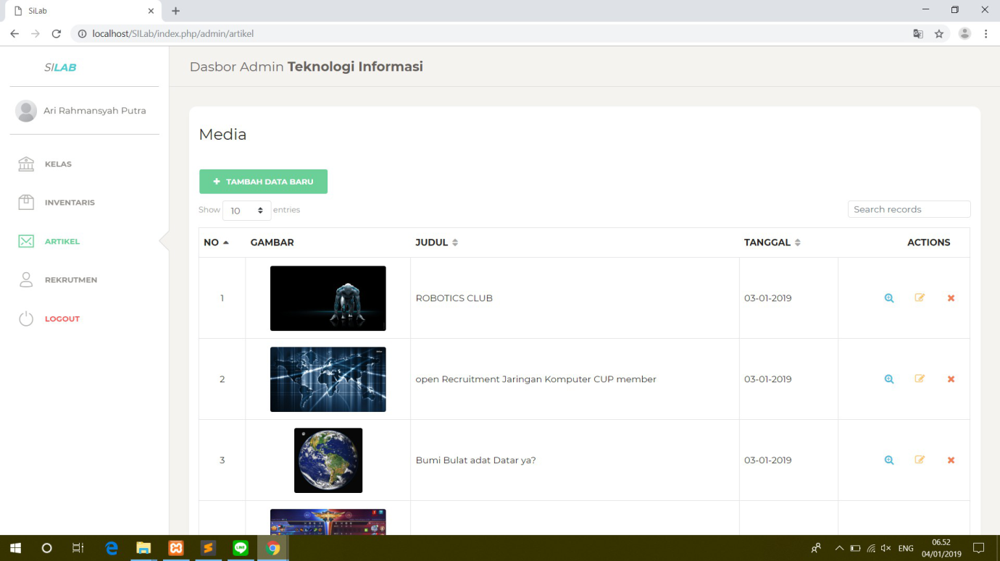 SiLab
localhost/SILab/index.php/admin/artikel
SILAB
Dasbor Admin Teknologi Informasi
Ari Rahmansyah Putra
KELAS
INVENTARIS
ARTIKEL
REKRUTMEN
LOGOUT
Media
+ TAMBAH DATA BARU
Show 10 entries
Search records
NO GAMBAR JUDUL TANGGAL ACTIONS
1 ROBOTICS CLUB 03-01-2019
2 open Recruitment Jaringan Komputer CUP member 03-01-2019
3 Bumi Bulat adat Datar ya? 03-01-2019
LINE
ENG
06.52
04/01/2019